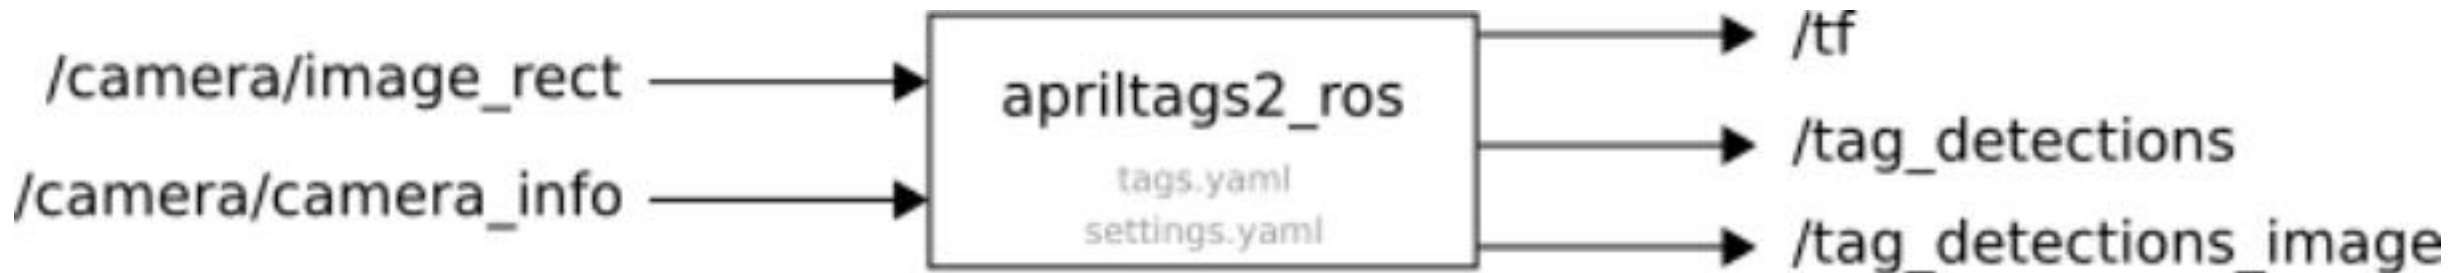 /camera/image_rect
/camera/camera_info
apriltags2_ros
tags.yaml
settings.yaml
/tf
/tag_detections
/tag_detections_image